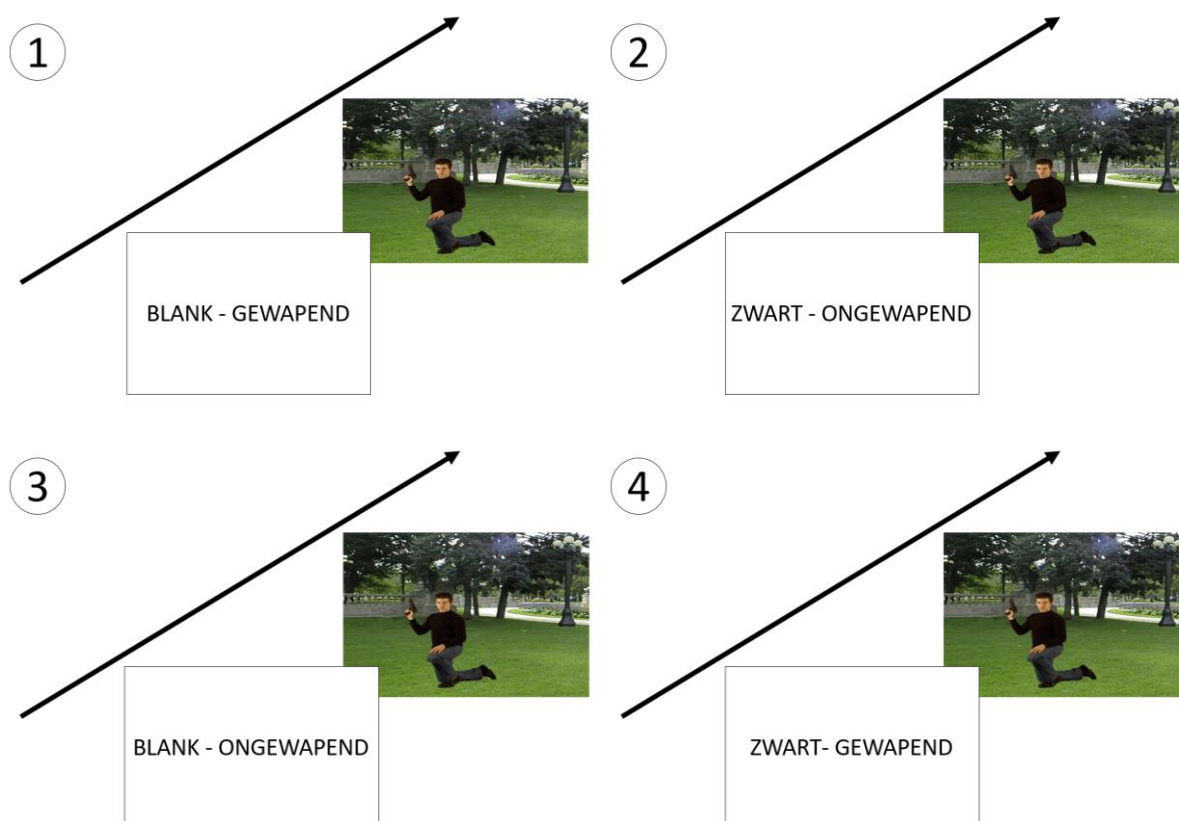 1
2
BLANK - GEWAPEND
ZWART - ONGEWAPEND
3
4
BLANK - ONGEWAPEND
ZWART- GEWAPEND